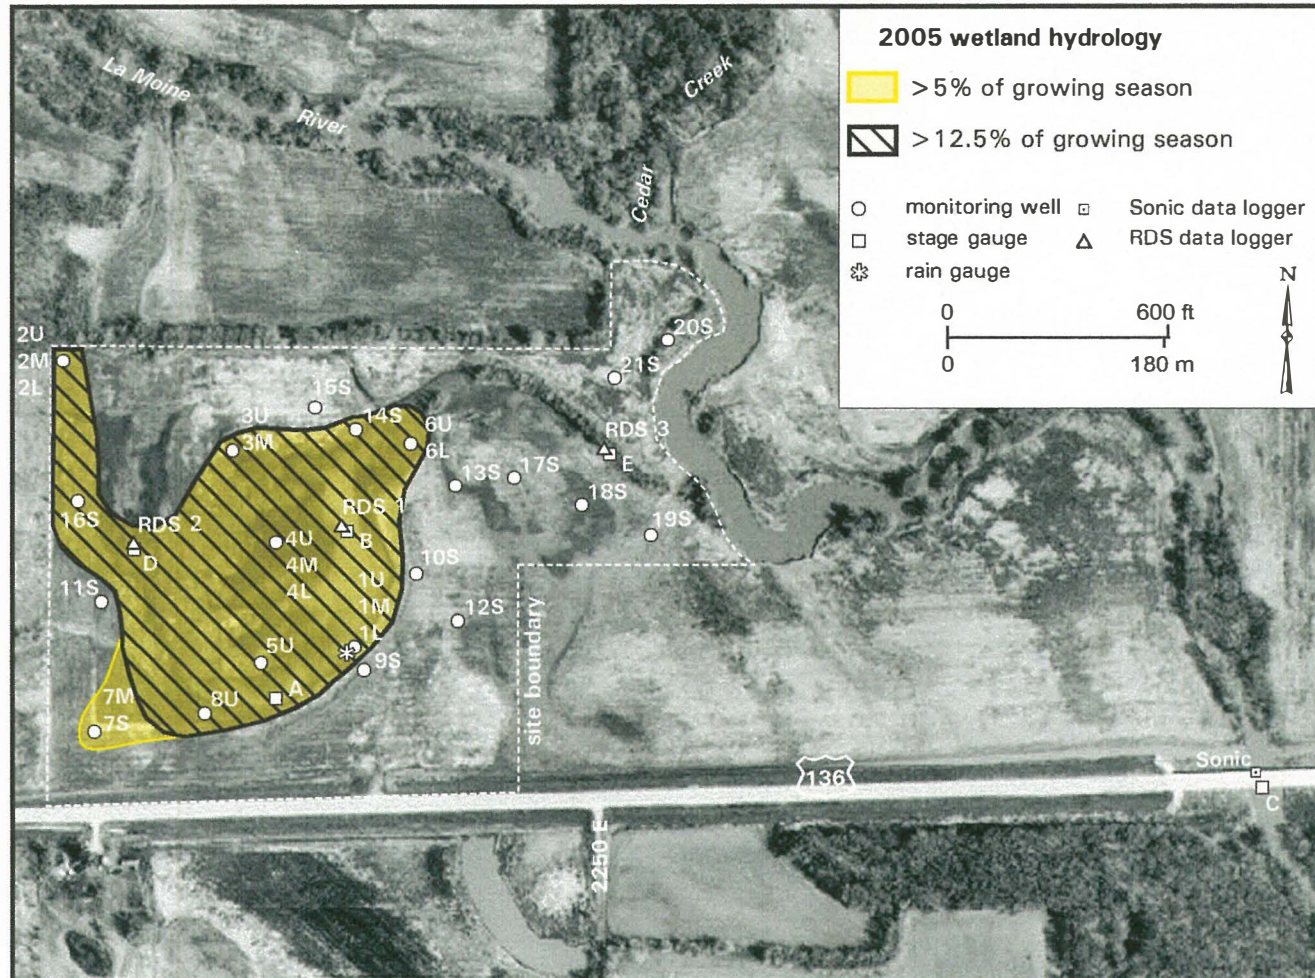 2005 wetland hydrology
>5% of growing season
>12.5% of growing season
monitoring well
Sonic data logger
stage gauge
RDS data logger
rain gauge
N
0 600 ft
0 180 m
La Moine
River
Cedar
Creek
2U
2M
2L
20S
21S
15S
3U
3M
14S
6U
6L
RDS 3
E
13S
17S
18S
19S
16S
RDS 2
D
RDS 1
B
4U
4M
4L
1U
1M
1L
10S
11S
12S
5U
9S
A
8U
7M
7S
site boundary
136
Sonic
C
2250 E